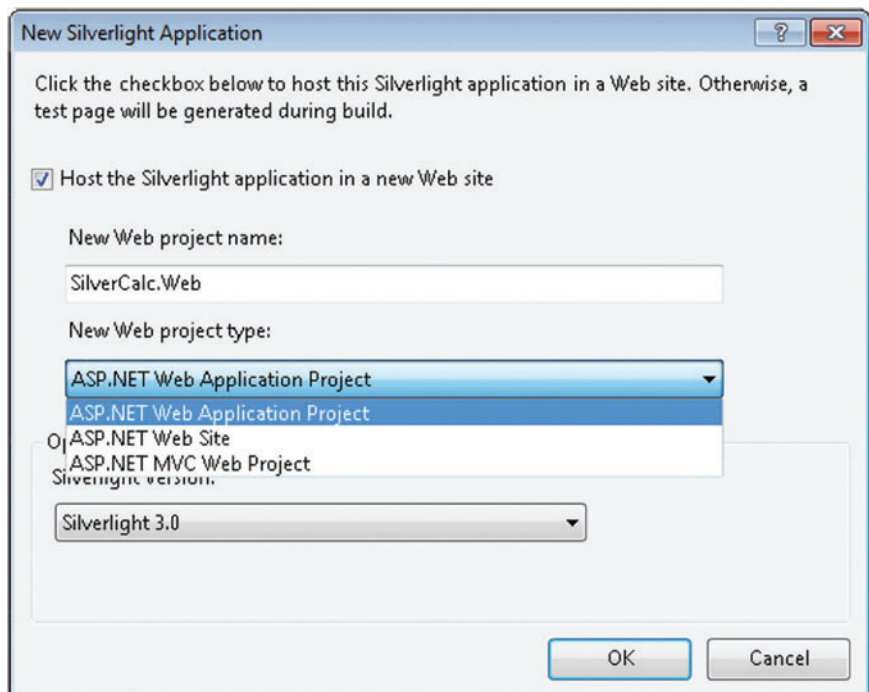 New Silverlight Application
Click the checkbox below to host this Silverlight application in a Web site. Otherwise, a
test page will be generated during build.
Host the Silverlight application in a new Web site
New Web project name:
SilverCalc.Web
New Web project type:
ASP.NET Web Application Project
ASP.NET Web Application Project
ASP.NET Web Site
ASP.NET MVC Web Project
Silverlight version:
Silverlight 3.0
OK
Cancel